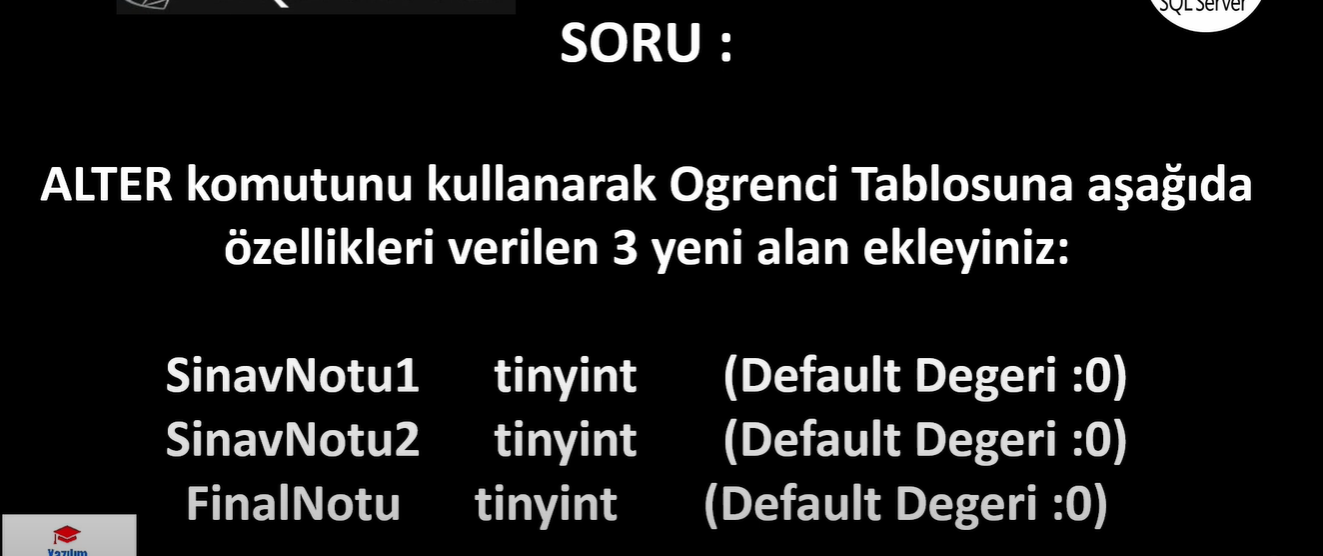 SQL Server
SORU :
ALTER komutunu kullanarak Ogrenci Tablosuna aşağıda
özellikleri verilen 3 yeni alan ekleyiniz:
SinavNotu1 tinyint (Default Degeri :0)
SinavNotu2 tinyint (Default Degeri :0)
FinalNotu tinyint (Default Degeri :0)
Yazılım